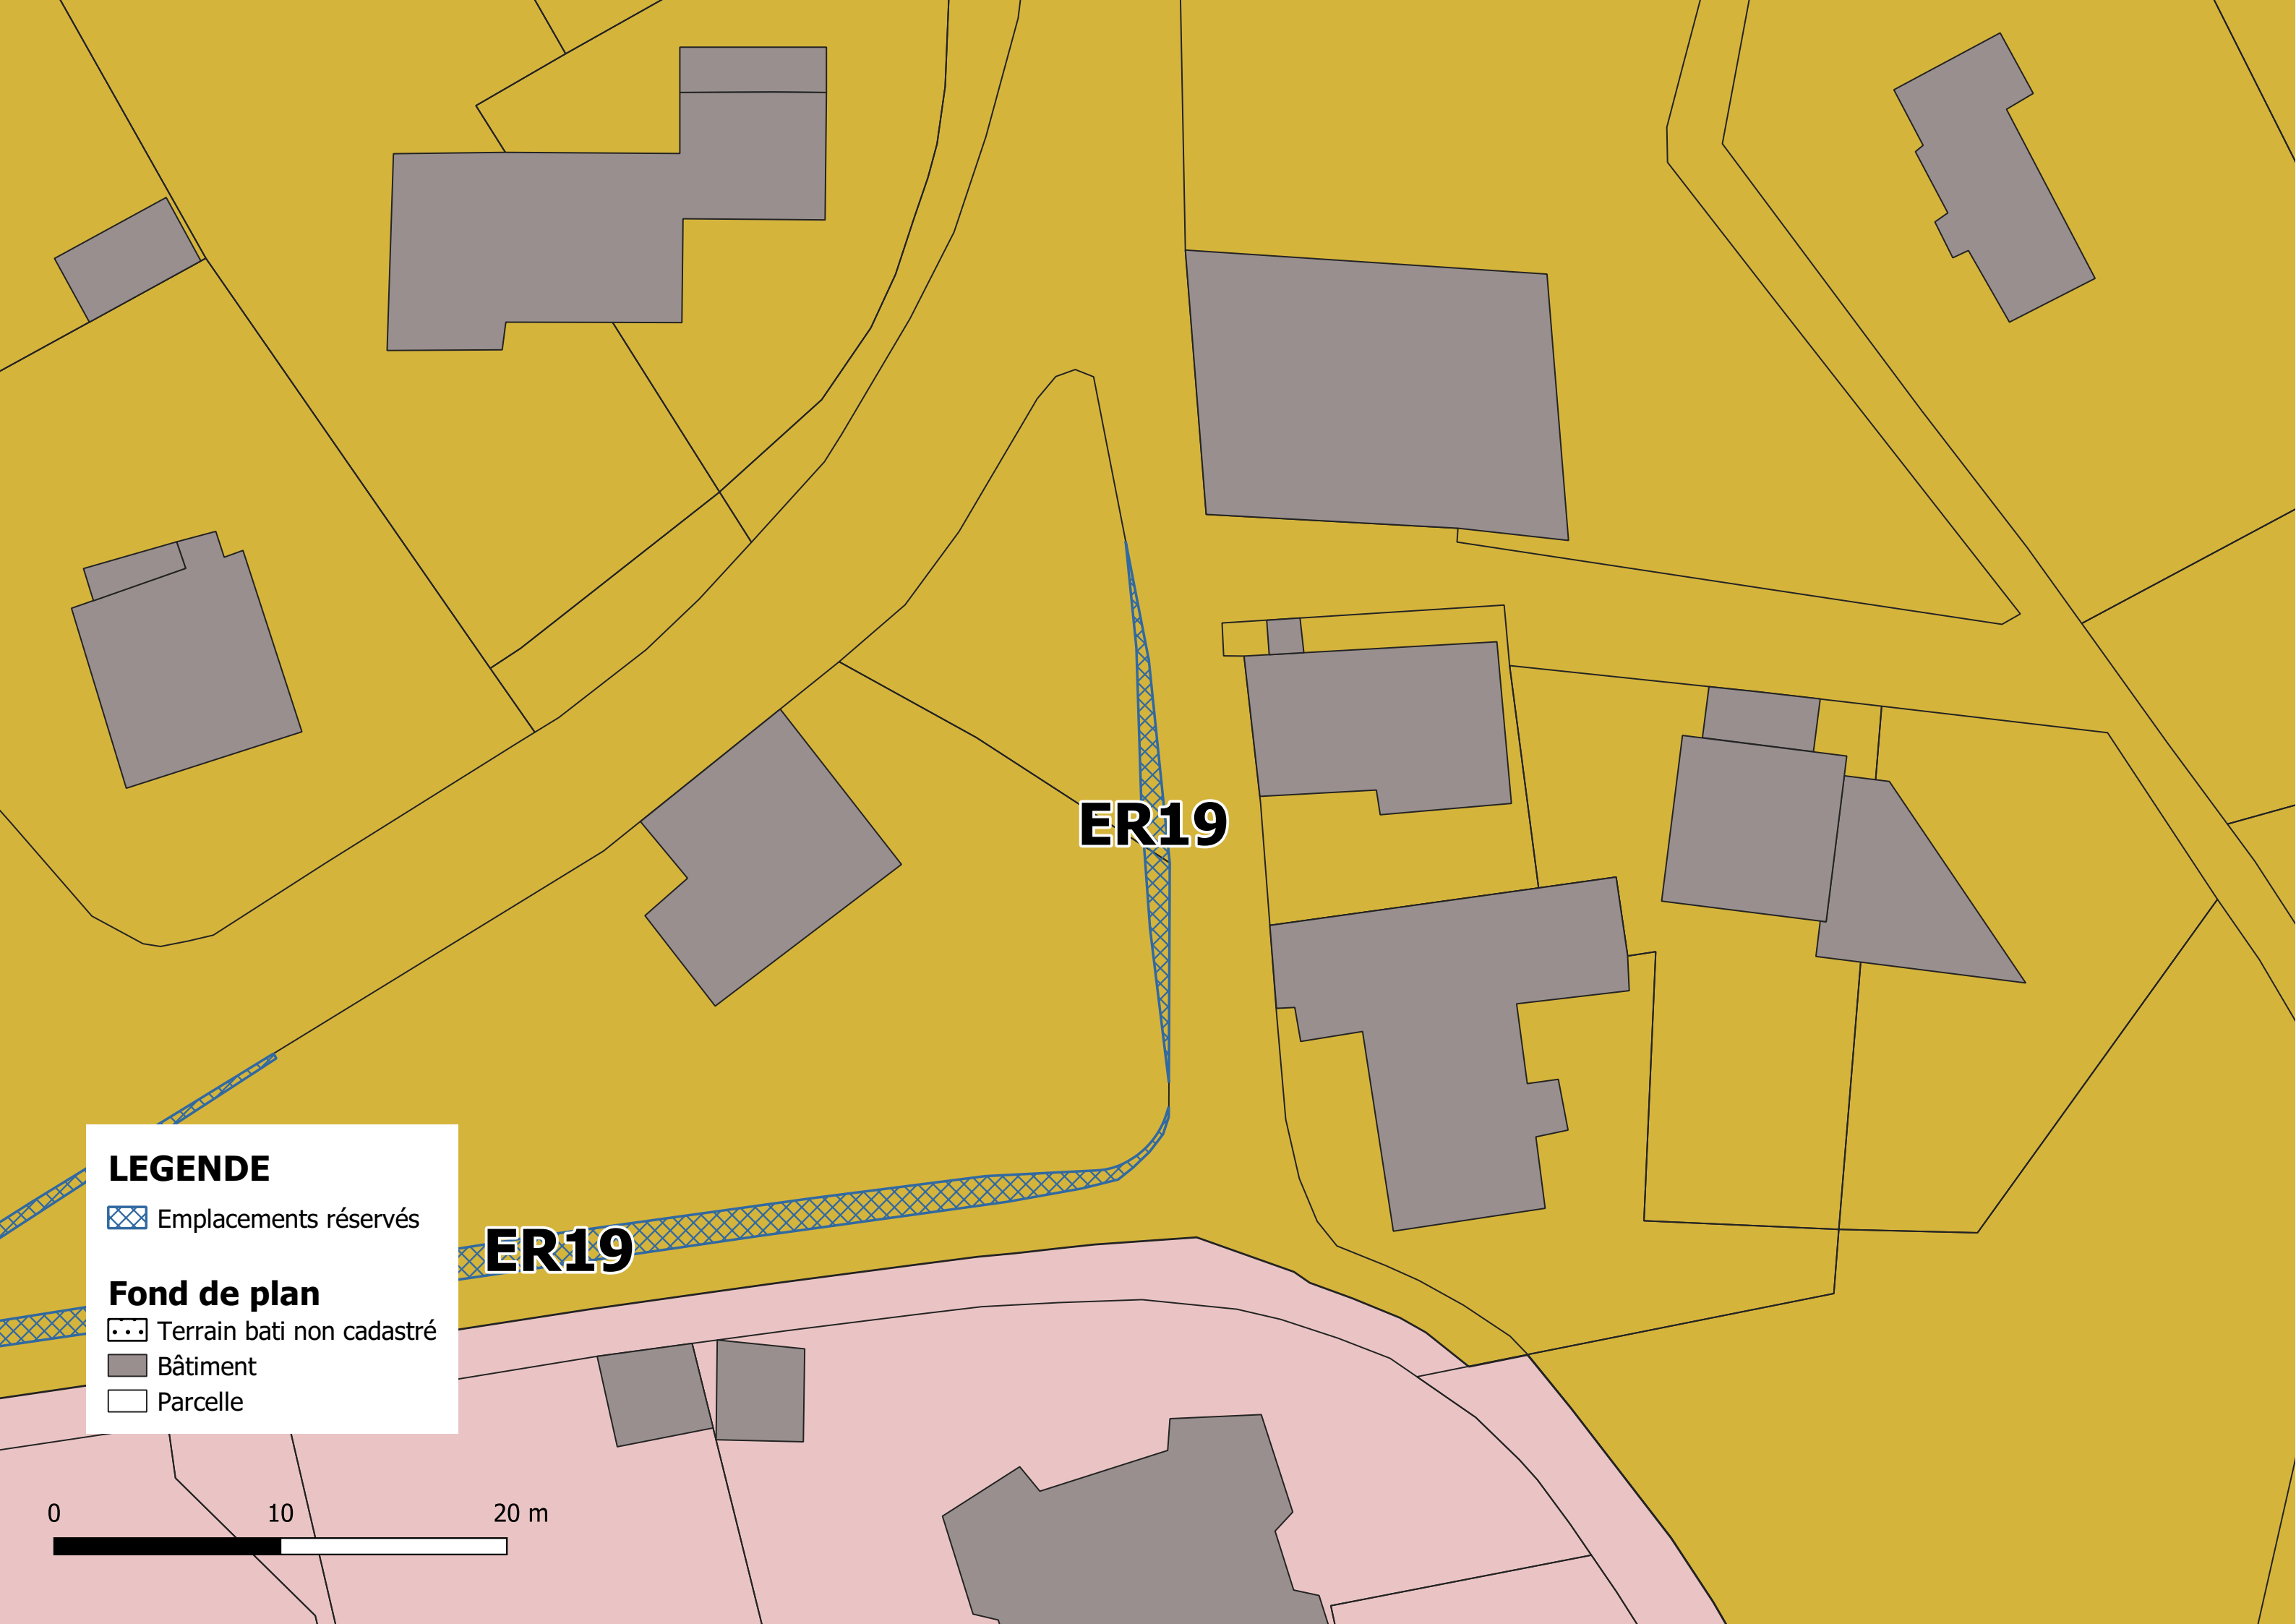 ER19
ER19
LEGENDE
Emplacements réservés
Fond de plan
Terrain bati non cadastré
Bâtiment
Parcelle
0 10 20 m